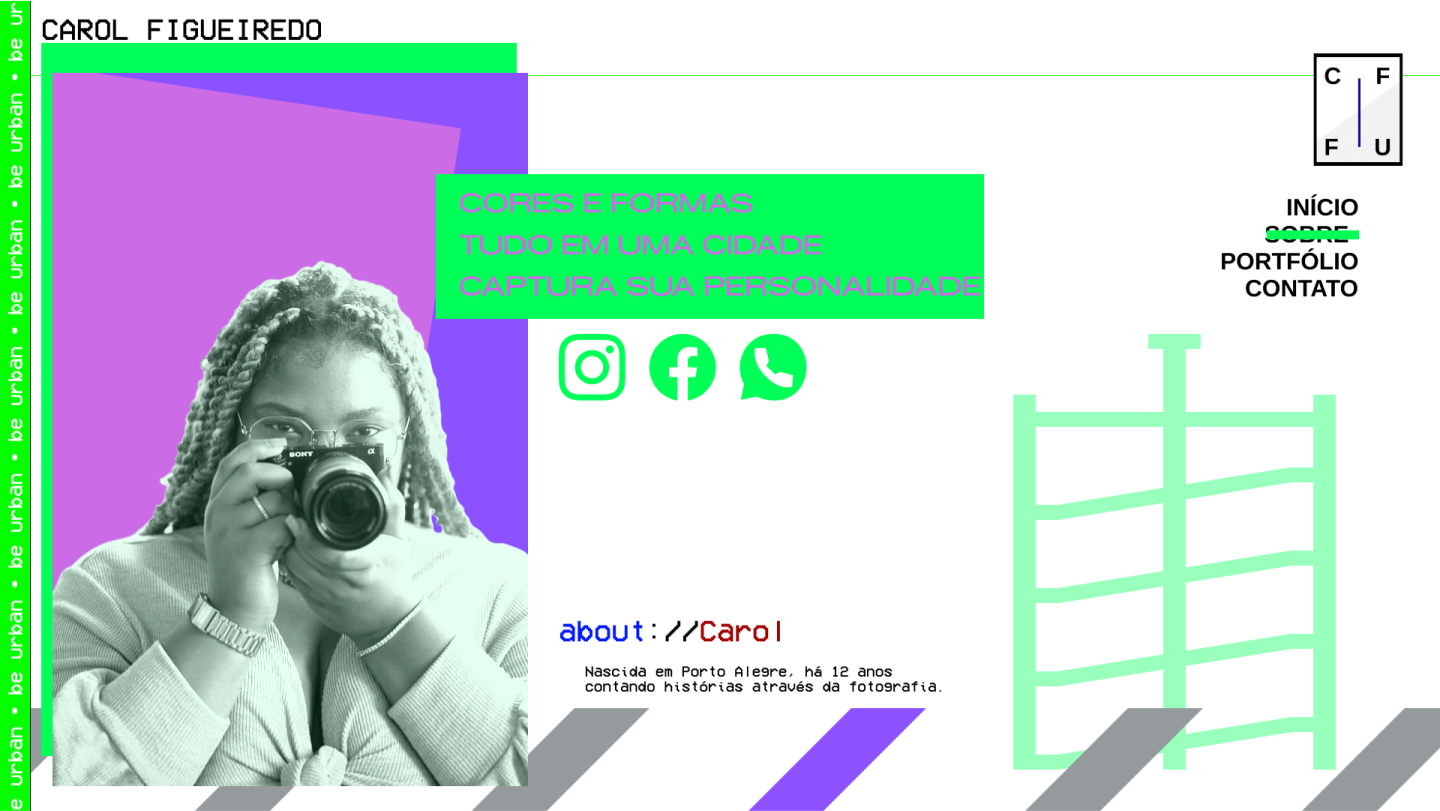 be urban • be urban • be urban • be urban • be urban • be urban • be urban • be urban • be urban • be ur
CAROL FIGUEIREDO
C F
F U
INÍCIO
SOBRE
PORTFÓLIO
CONTATO
CORES E FORMAS
TUDO EM UMA CIDADE
CAPTURA SUA PERSONALIDADE
SONY α
about://Carol
Nascida em Porto Alegre, há 12 anos
contando histórias através da fotografia.